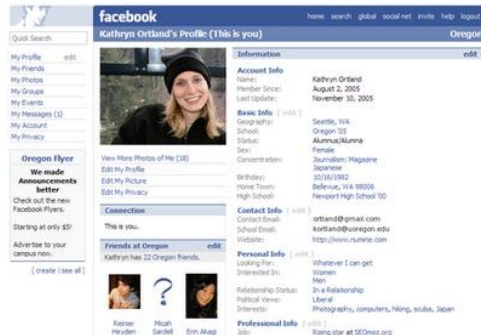 facebook
home search global social net invite help logout
Kathryn Ortland's Profile (This is you)
Oregon
Quick Search
My Profile edit
My Friends
My Photos
My Groups
My Events
My Messages (1)
My Account
My Privacy
Oregon Flyer
We made
Announcements
better
Check out the new
Facebook Flyers.
Starting at only $5!
Advertise to your
campus now.
[ create | see all ]
View More Photos of Me (18)
Edit My Profile
Edit My Picture
Edit My Privacy
Connection
This is you.
Friends at Oregon edit
Kathryn has 22 Oregon friends.
Reiner
Heyden
Micah
Sardell
Erin Akagi
Information edit
Account Info
Name: Kathryn Ortland
Member Since: August 2, 2005
Last Update: November 10, 2005
Basic Info [ edit ]
Geography: Seattle, WA
School: Oregon '05
Status: Alumnus/Alumna
Sex: Female
Concentration: Journalism: Magazine
Japanese
Birthday: 10/16/1982
Home Town: Bellevue, WA 98006
High School: Newport High School '00
Contact Info [ edit ]
Contact Email: ortland@gmail.com
School Email: kortland@uoregon.edu
Website: http://www.numine.com
Personal Info [ edit ]
Looking For: Whatever I can get
Interested In: Women
Men
Relationship Status: In a Relationship
Political Views: Liberal
Interests: Photography, computers, hiking, scuba, Japan
Professional Info [ edit ]
Job: Rising star at SEOmoz.org